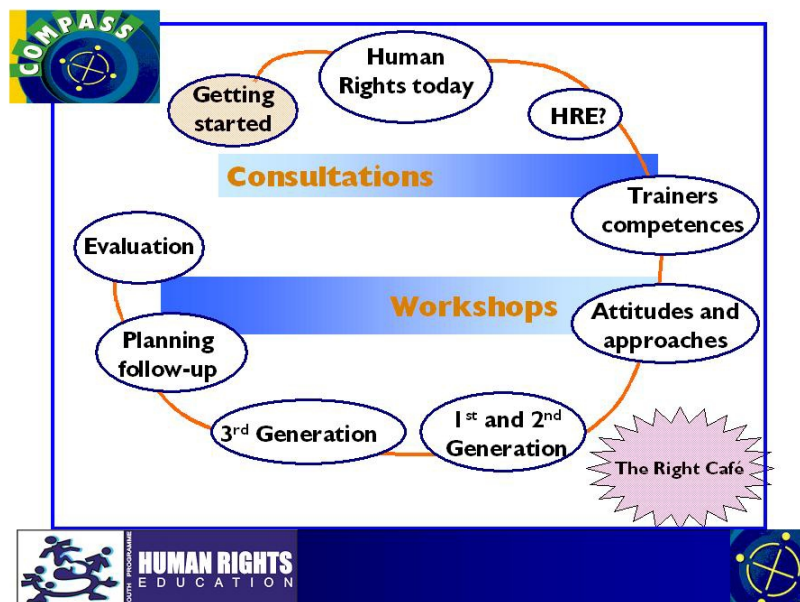 COMPASS
Human
Rights today
Getting
started
HRE?
Consultations
Trainers
competences
Evaluation
Workshops
Attitudes and
approaches
Planning
follow-up
3rd Generation
1st and 2nd
Generation
The Right Café
YOUTH PROGRAMME
HUMAN RIGHTS
EDUCATION